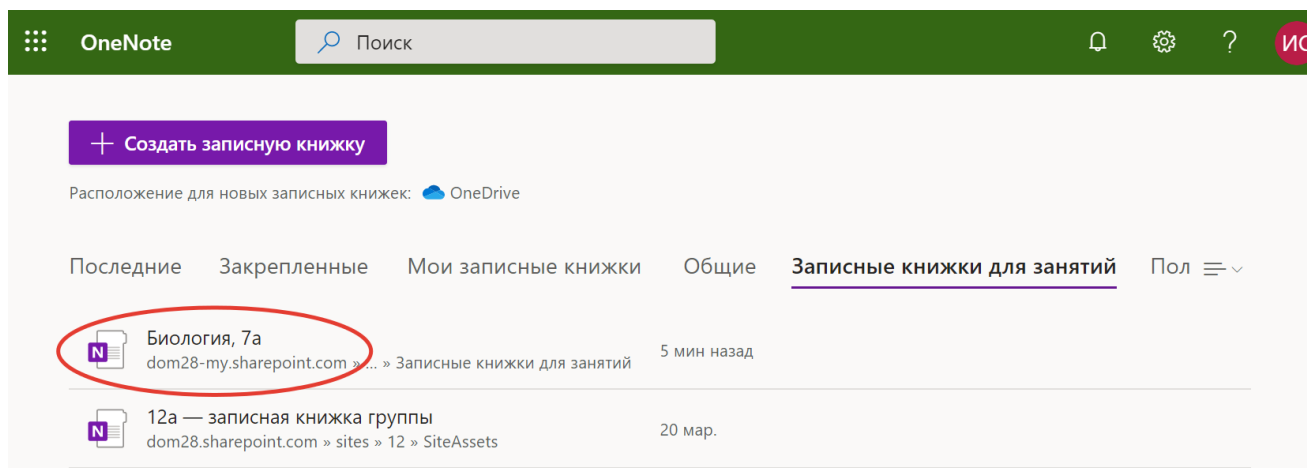 OneNote
Поиск
ИС
Создать записную книжку
Расположение для новых записных книжек: OneDrive
Последние Закрепленные Мои записные книжки Общие Записные книжки для занятий Пол
Биология, 7а
dom28-my.sharepoint.com » ... » Записные книжки для занятий
5 мин назад
12а — записная книжка группы
dom28.sharepoint.com » sites » 12 » SiteAssets
20 мар.